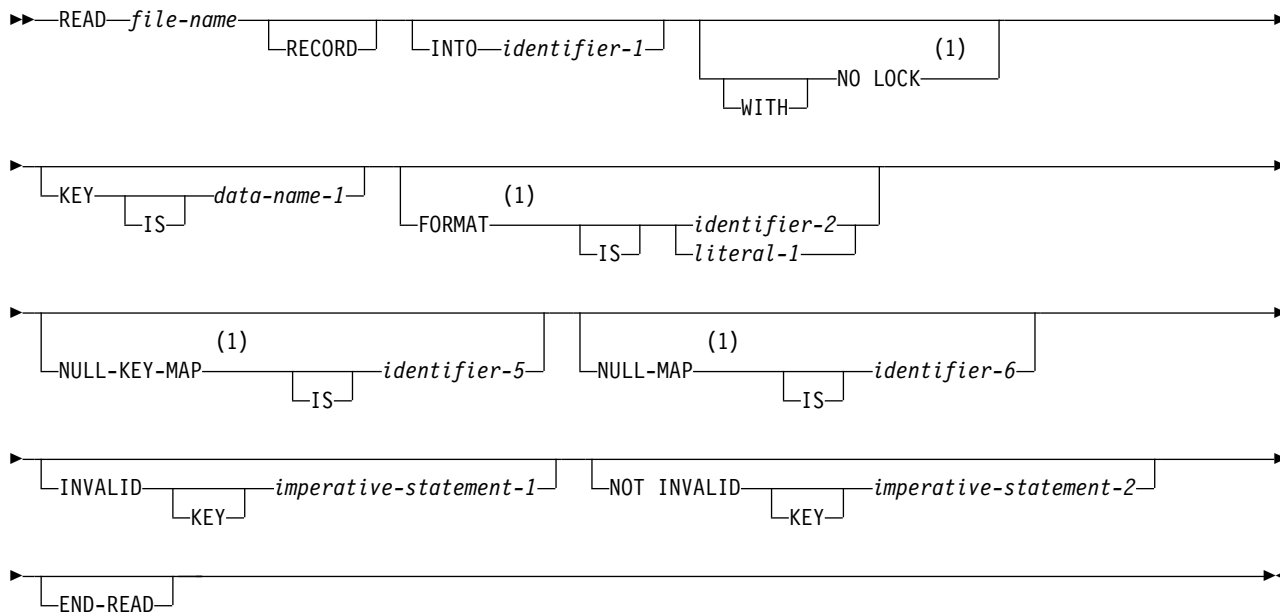 READ file-name
RECORD
INTO identifier-1
(1)
NO LOCK
WITH
KEY
IS
data-name-1
(1)
FORMAT
IS
identifier-2
literal-1
(1)
NULL-KEY-MAP
IS
identifier-5
(1)
NULL-MAP
IS
identifier-6
INVALID
KEY
imperative-statement-1
NOT INVALID
KEY
imperative-statement-2
END-READ